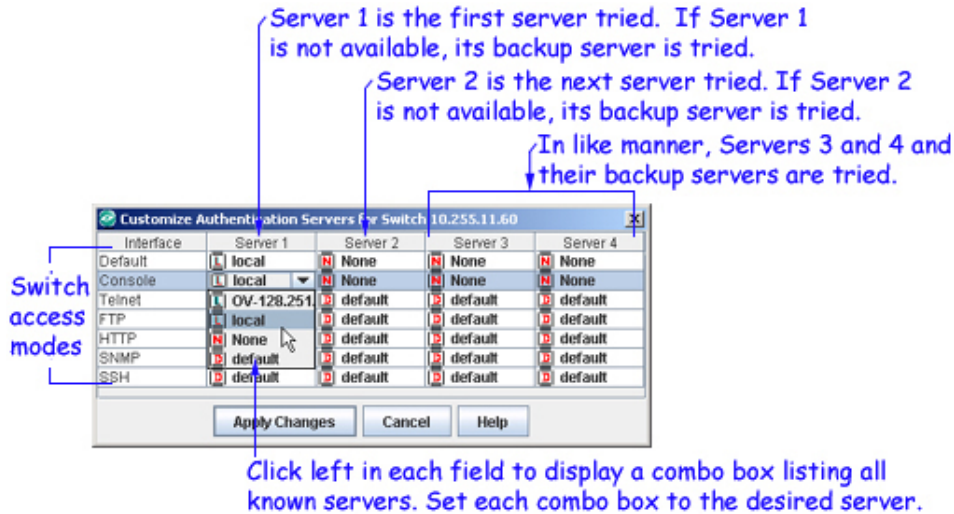 Server 1 is the first server tried. If Server 1
is not available, its backup server is tried.
Server 2 is the next server tried. If Server 2
is not available, its backup server is tried.
In like manner, Servers 3 and 4 and
their backup servers are tried.
Customize Authentication Servers for Switch 10.255.11.60
Interface Server 1 Server 2 Server 3 Server 4
Default L local N None N None N None
Console L local N None N None N None
Telnet L OV-128.251. D default D default D default
FTP L local D default D default D default
HTTP N None D default D default D default
SNMP D default D default D default D default
SSH D default D default D default D default
Switch
access
modes
Apply Changes Cancel Help
Click left in each field to display a combo box listing all
known servers. Set each combo box to the desired server.